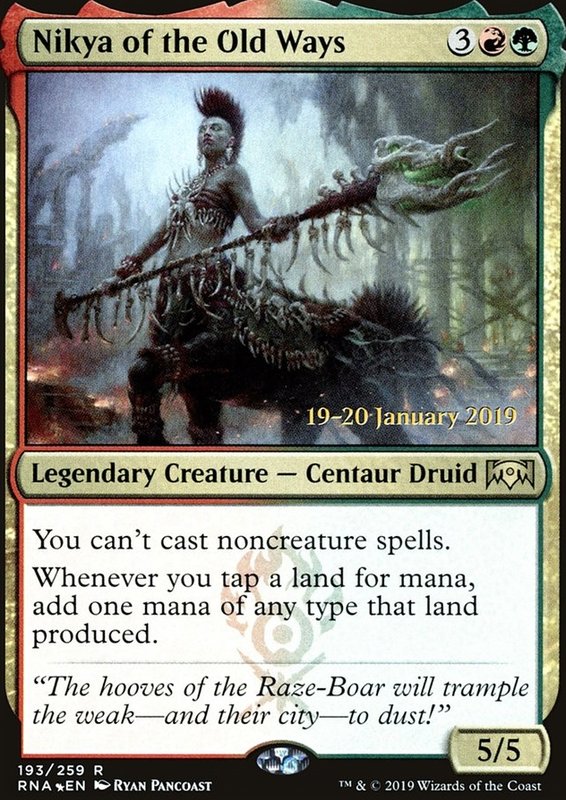 Nikya of the Old Ways 3
19–20 January 2019
Legendary Creature — Centaur Druid
You can't cast noncreature spells.
Whenever you tap a land for mana,
add one mana of any type that land
produced.
“The hooves of the Raze-Boar will trample
the weak—and their city—to dust!”
5/5
193/259 R
RNA★EN Ryan Pancoast
™ & © 2019 Wizards of the Coast